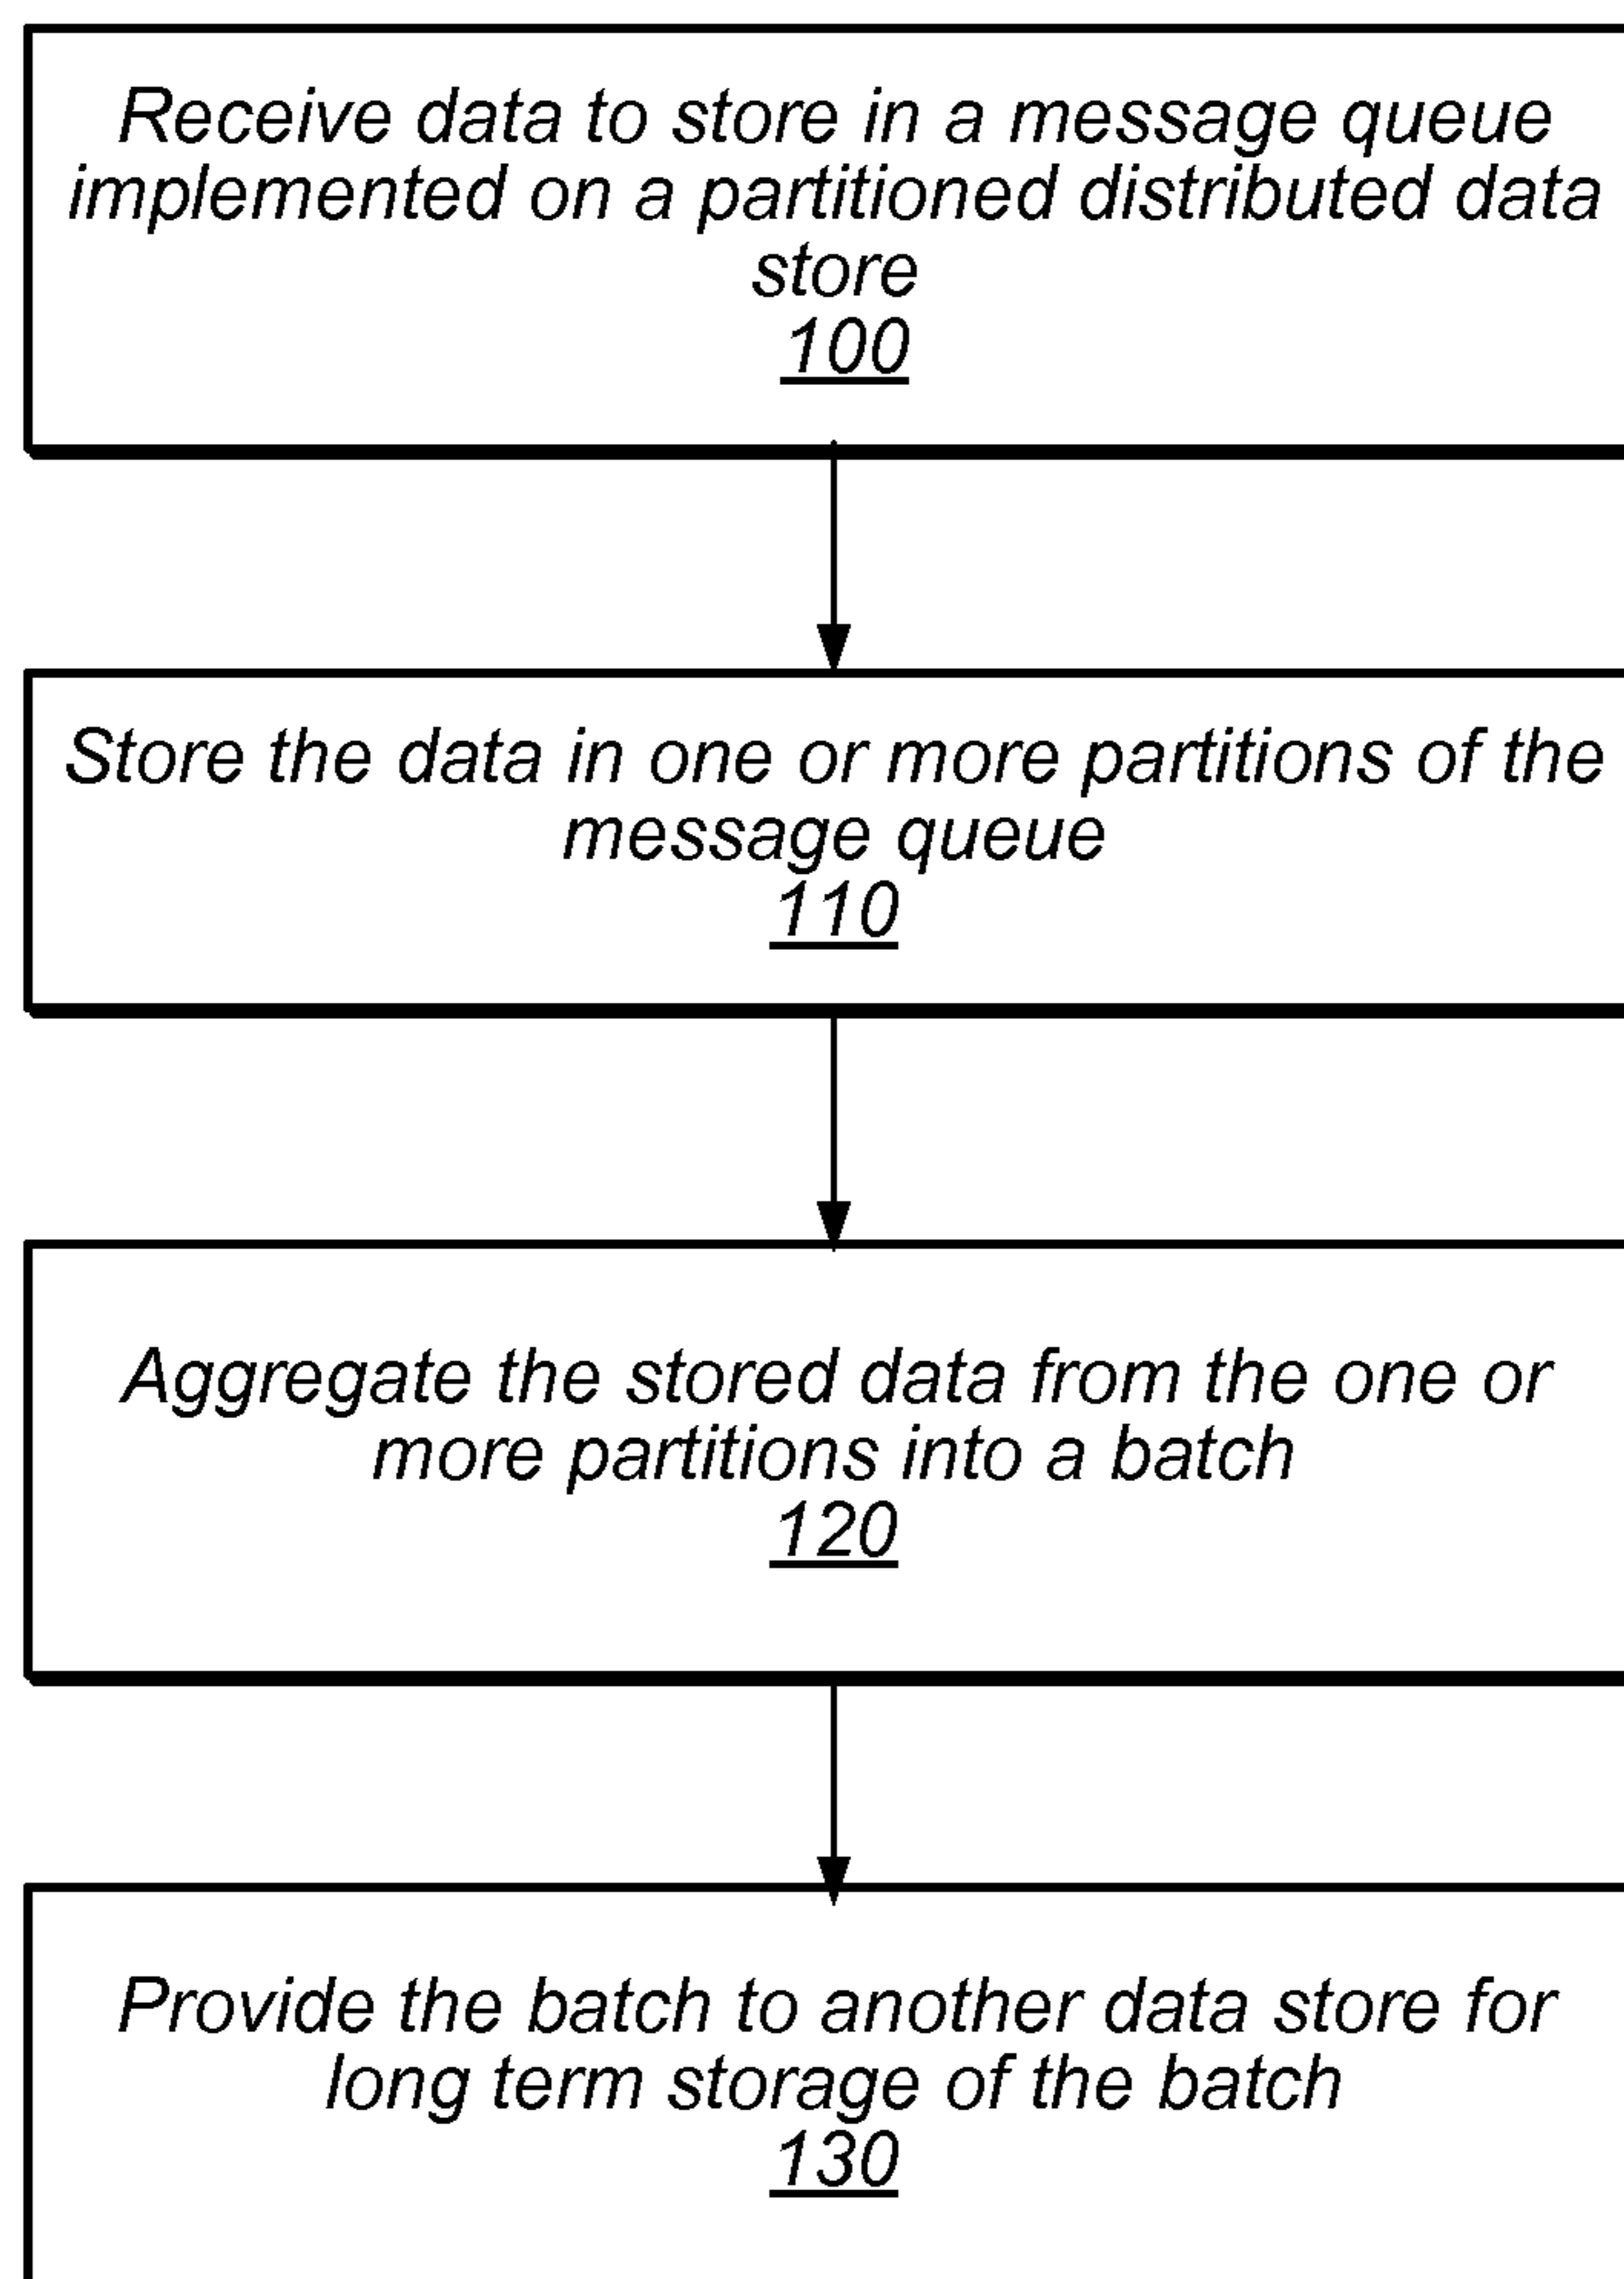 Receive data to store in a message queue
implemented on a partitioned distributed data
store
100
Store the data in one or more partitions of the
message queue
110
Aggregate the stored data from the one or
more partitions into a batch
120
Provide the batch to another data store for
long term storage of the batch
130